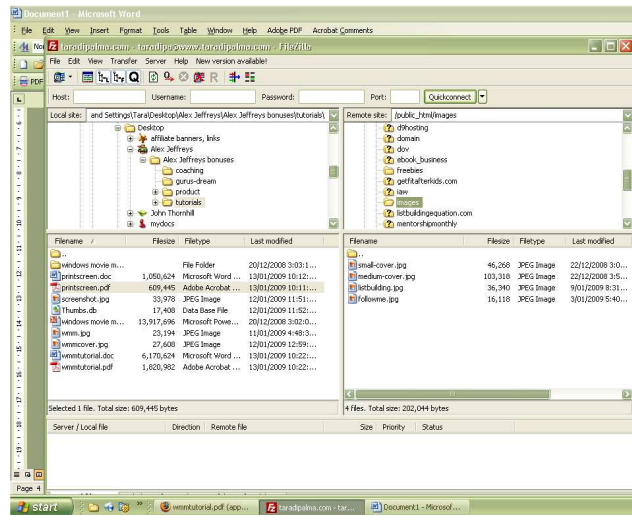 Document1 - Microsoft Word
File Edit View Insert Format Tools Table Window Help Adobe PDF Acrobat Comments
taradipalma.com - taradipa@www.taradipalma.com - FileZilla
File Edit View Transfer Server Help New version available!
PDF
Host: Username: Password: Port: Quickconnect
Local site: and Settings\Tara\Desktop\Alex Jeffreys\Alex Jeffreys bonuses\tutorials\
Remote site: /public_html/images
Desktop
affiliate banners, links
Alex Jeffreys
Alex Jeffreys bonuses
coaching
gurus-dream
product
tutorials
John Thornhill
mydocs
d9hosting
domain
dov
ebook_business
freebies
getfitafterkids.com
iaw
images
listbuildingequation.com
mentorshipmonthly
Filename / Filesize Filetype Last modified
..
windows movie m... File Folder 20/12/2008 3:03:1...
printscreen.doc 1,050,624 Microsoft Word ... 13/01/2009 10:12:...
printscreen.pdf 609,445 Adobe Acrobat ... 13/01/2009 10:11:...
screenshot.jpg 33,978 JPEG Image 12/01/2009 11:51:...
Thumbs.db 17,408 Data Base File 12/01/2009 11:52:...
windows movie m... 13,917,696 Microsoft Powe... 20/12/2008 3:02:0...
wmm.jpg 23,194 JPEG Image 11/01/2009 4:48:3...
wmmcover.jpg 27,608 JPEG Image 12/01/2009 12:59:...
wmmtutorial.doc 6,170,624 Microsoft Word ... 13/01/2009 10:22:...
wmmtutorial.pdf 1,820,982 Adobe Acrobat ... 13/01/2009 10:22:...
Selected 1 file. Total size: 609,445 bytes
Filename Filesize Filetype Last modified
..
small-cover.jpg 46,268 JPEG Image 22/12/2008 3:0...
medium-cover.jpg 103,318 JPEG Image 22/12/2008 3:5...
listbuilding.jpg 36,340 JPEG Image 9/01/2009 8:31...
followme.jpg 16,118 JPEG Image 3/01/2009 5:40...
4 files. Total size: 202,044 bytes
Server / Local file Direction Remote file Size Priority Status
Page 4
start
wmmtutorial.pdf (app...
taradipalma.com - tar...
Document1 - Microsof...